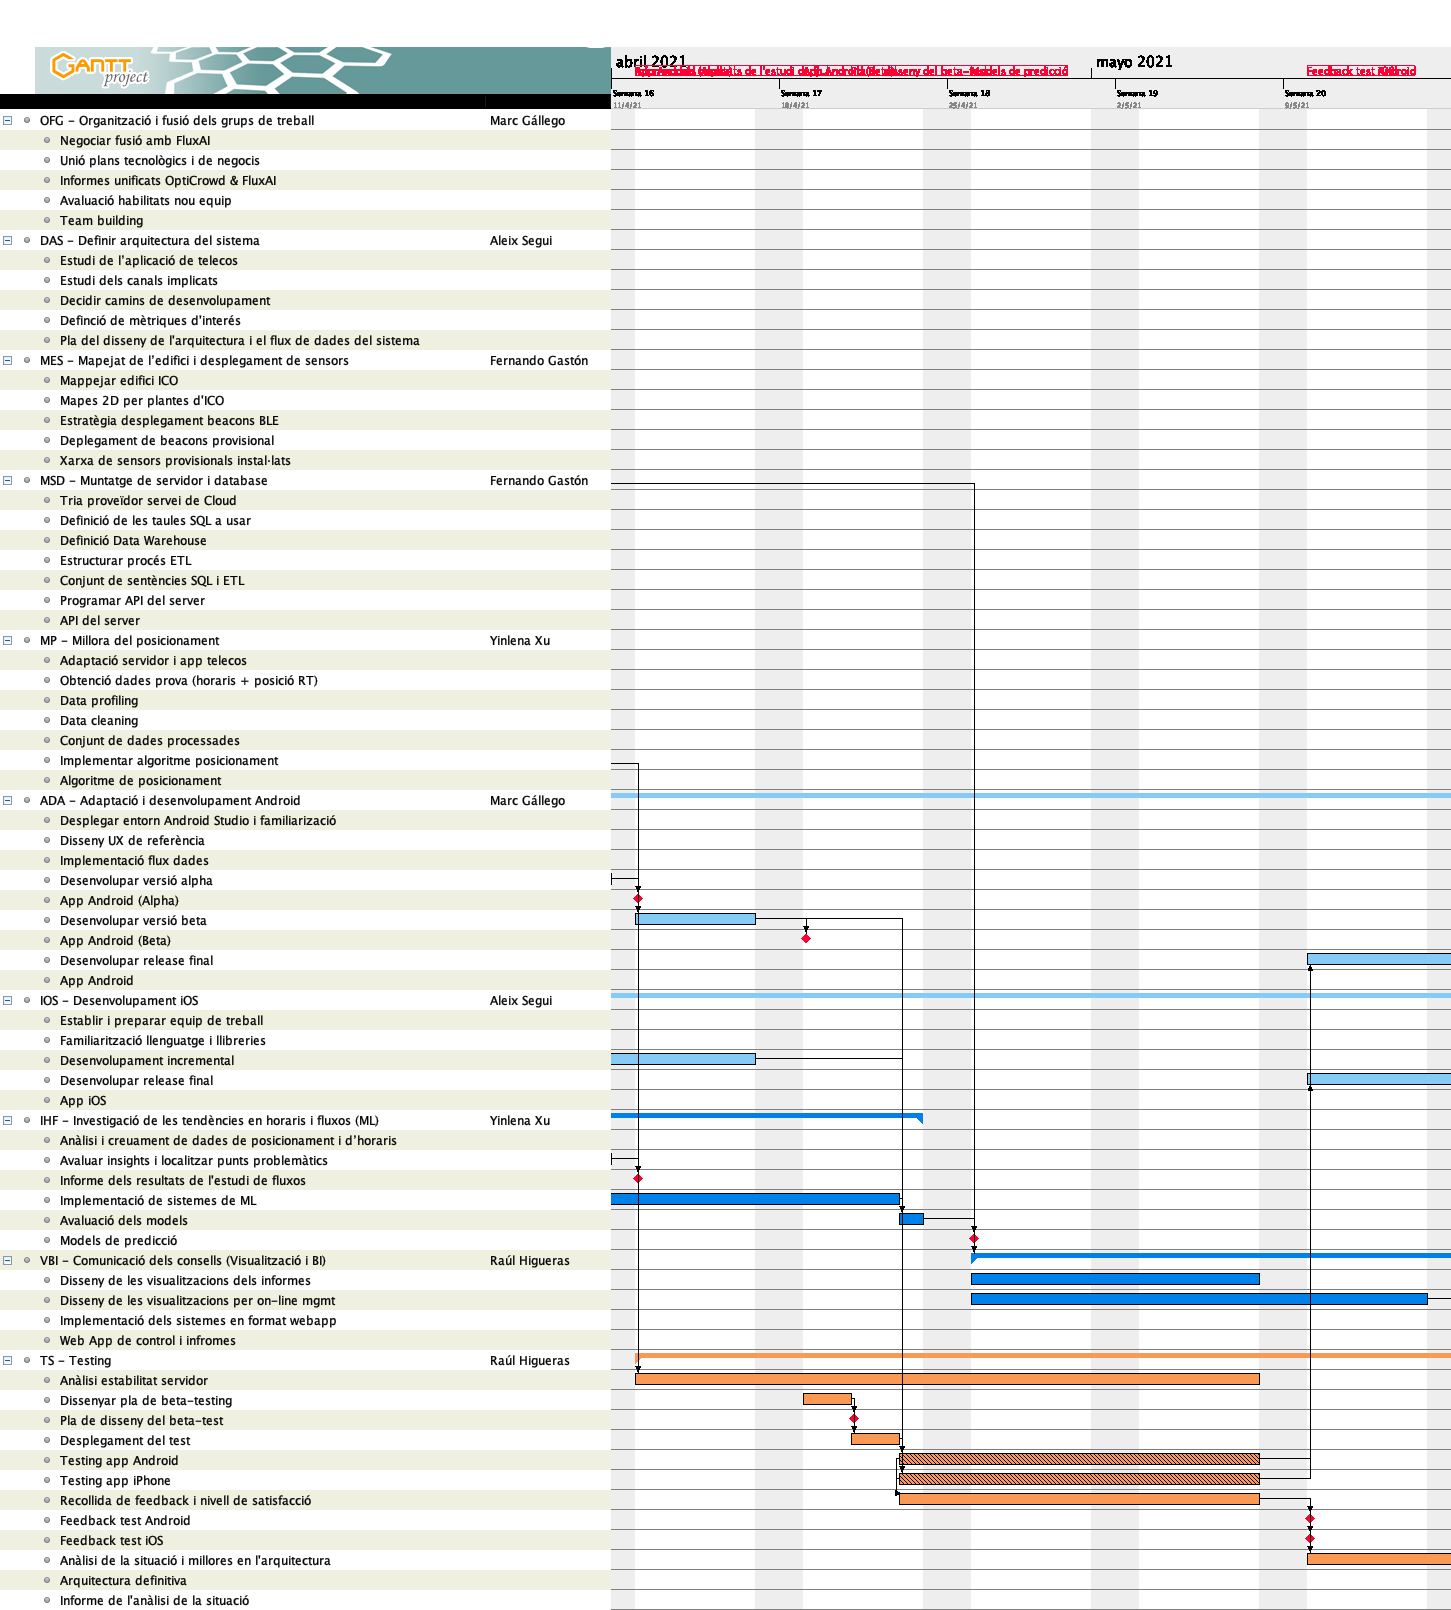 GANTT
project
abril 2021
mayo 2021
Feedback test Android
Semana 16
Semana 17
Semana 18
Semana 19
Semana 20
11/4/21
18/4/21
25/4/21
2/5/21
9/5/21
OFG - Organització i fusió dels grups de treball Marc Gállego
Negociar fusió amb FluxAI
Unió plans tecnològics i de negocis
Informes unificats OptiCrowd & FluxAI
Avaluació habilitats nou equip
Team building
DAS - Definir arquitectura del sistema Aleix Segui
Estudi de l'aplicació de telecos
Estudi dels canals implicats
Decidir camins de desenvolupament
Definció de mètriques d'interés
Pla del disseny de l'arquitectura i el flux de dades del sistema
MES - Mapejat de l'edifici i desplegament de sensors Fernando Gastón
Mappejar edifici ICO
Mapes 2D per plantes d'ICO
Estratègia desplegament beacons BLE
Deplegament de beacons provisional
Xarxa de sensors provisionals instal·lats
MSD - Muntatge de servidor i database Fernando Gastón
Tria proveïdor servei de Cloud
Definició de les taules SQL a usar
Definició Data Warehouse
Estructurar procés ETL
Conjunt de sentències SQL i ETL
Programar API del server
API del server
MP - Millora del posicionament Yinlena Xu
Adaptació servidor i app telecos
Obtenció dades prova (horaris + posició RT)
Data profiling
Data cleaning
Conjunt de dades processades
Implementar algoritme posicionament
Algoritme de posicionament
ADA - Adaptació i desenvolupament Android Marc Gállego
Desplegar entorn Android Studio i familiarizació
Disseny UX de referència
Implementació flux dades
Desenvolupar versió alpha
App Android (Alpha)
Desenvolupar versió beta
App Android (Beta)
Desenvolupar release final
App Android
IOS - Desenvolupament iOS Aleix Segui
Establir i preparar equip de treball
Familiarització llenguatge i llibreries
Desenvolupament incremental
Desenvolupar release final
App iOS
IHF - Investigació de les tendències en horaris i fluxos (ML) Yinlena Xu
Anàlisi i creuament de dades de posicionament i d'horaris
Avaluar insights i localitzar punts problemàtics
Informe dels resultats de l'estudi de fluxos
Implementació de sistemes de ML
Avaluació dels models
Models de predicció
VBI - Comunicació dels consells (Visualització i BI) Raúl Higueras
Disseny de les visualitzacions dels informes
Disseny de les visualitzacions per on-line mgmt
Implementació dels sistemes en format webapp
Web App de control i infromes
TS - Testing Raúl Higueras
Anàlisi estabilitat servidor
Dissenyar pla de beta-testing
Pla de disseny del beta-test
Desplegament del test
Testing app Android
Testing app iPhone
Recollida de feedback i nivell de satisfacció
Feedback test Android
Feedback test iOS
Anàlisi de la situació i millores en l'arquitectura
Arquitectura definitiva
Informe de l'anàlisi de la situació